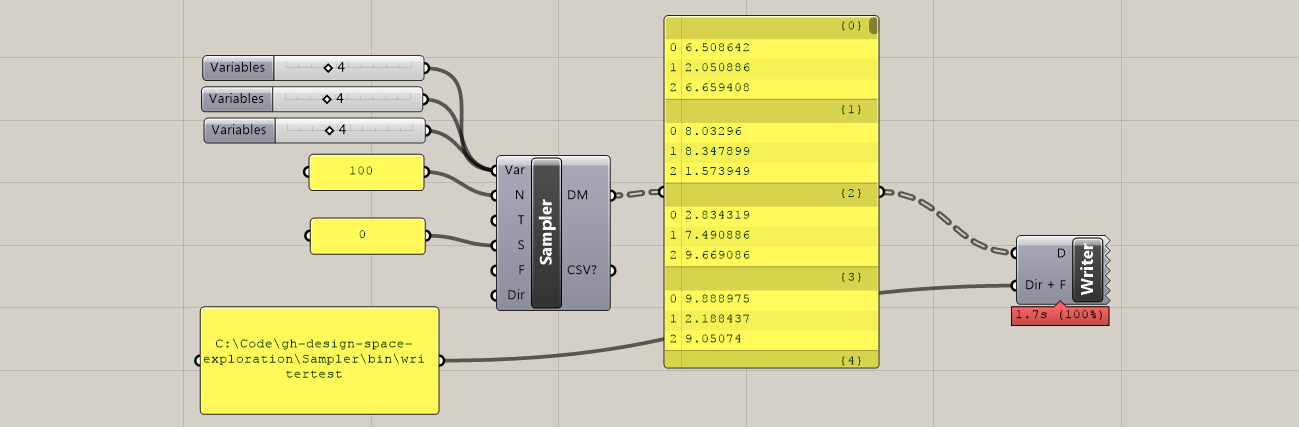 Variables 4
Variables 4
Variables 4
100
0
C:\Code\gh-design-space-
exploration\Sampler\bin\wri
tertest
Var
N
T
S
F
Dir
Sampler
DM
CSV?
{0}
0 6.508642
1 2.050886
2 6.659408
{1}
0 8.03296
1 8.347899
2 1.573949
{2}
0 2.834319
1 7.490886
2 9.669086
{3}
0 9.888975
1 2.188437
2 9.05074
{4}
D
Dir + F
Writer
1.7s (100%)